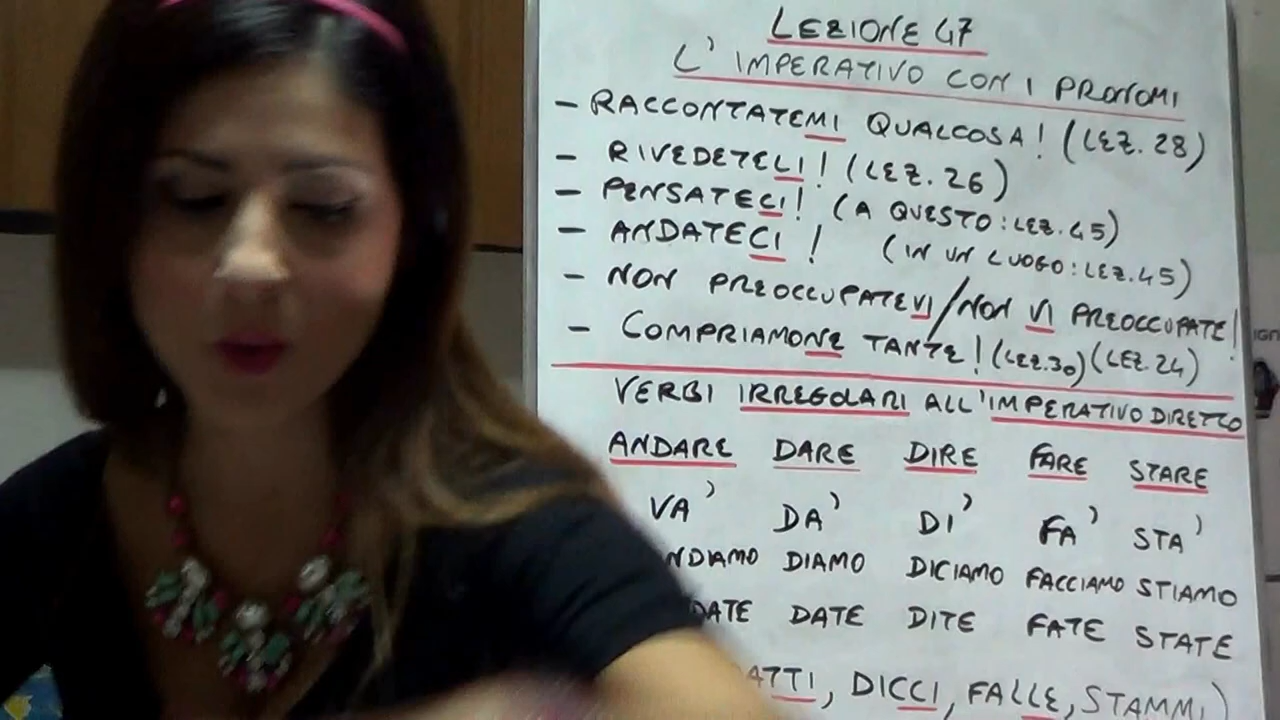 LEZIONE 47
L'IMPERATIVO CON I PRONOMI
- RACCONTATEMI QUALCOSA! (LEZ. 28)
- RIVEDETELI! (LEZ. 26)
- PENSATECI! (A QUESTO: LEZ. 45)
- ANDATECI! (IN UN LUOGO: LEZ. 45)
- NON PREOCCUPATEVI/NON VI PREOCCUPATE!
- COMPRIAMONE TANTE! (LEZ. 30) (LEZ. 24)
VERBI IRREGOLARI ALL'IMPERATIVO DIRETTO
ANDARE DARE DIRE FARE STARE
VA' DA' DI' FA' STA'
NDIAMO DIAMO DICIAMO FACCIAMO STIAMO
DATE DATE DITE FATE STATE
ATTI, DICCI, FALLE, STAMMI)